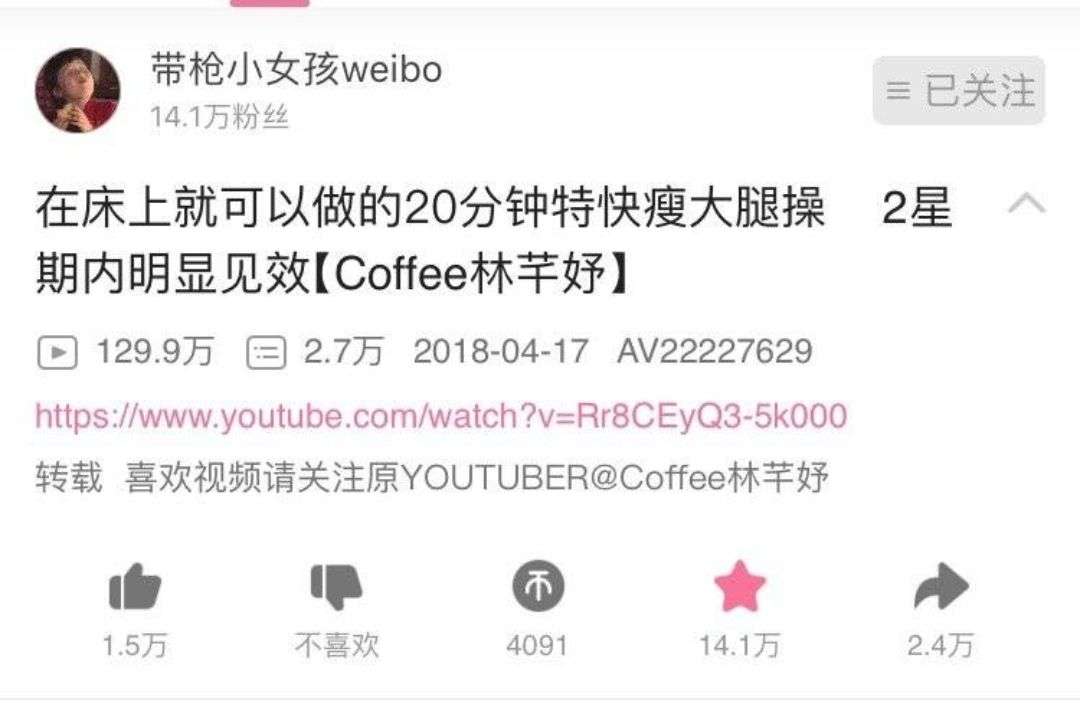 带枪小女孩weibo
14.1万粉丝
已关注
在床上就可以做的20分钟特快瘦大腿操 2星
期内明显见效【Coffee林芊妤】
129.9万 2.7万 2018-04-17 AV22227629
https://www.youtube.com/watch?v=Rr8CEyQ3-5k000
转载 喜欢视频请关注原YOUTUBER@Coffee林芊妤
1.5万 不喜欢 4091 14.1万 2.4万